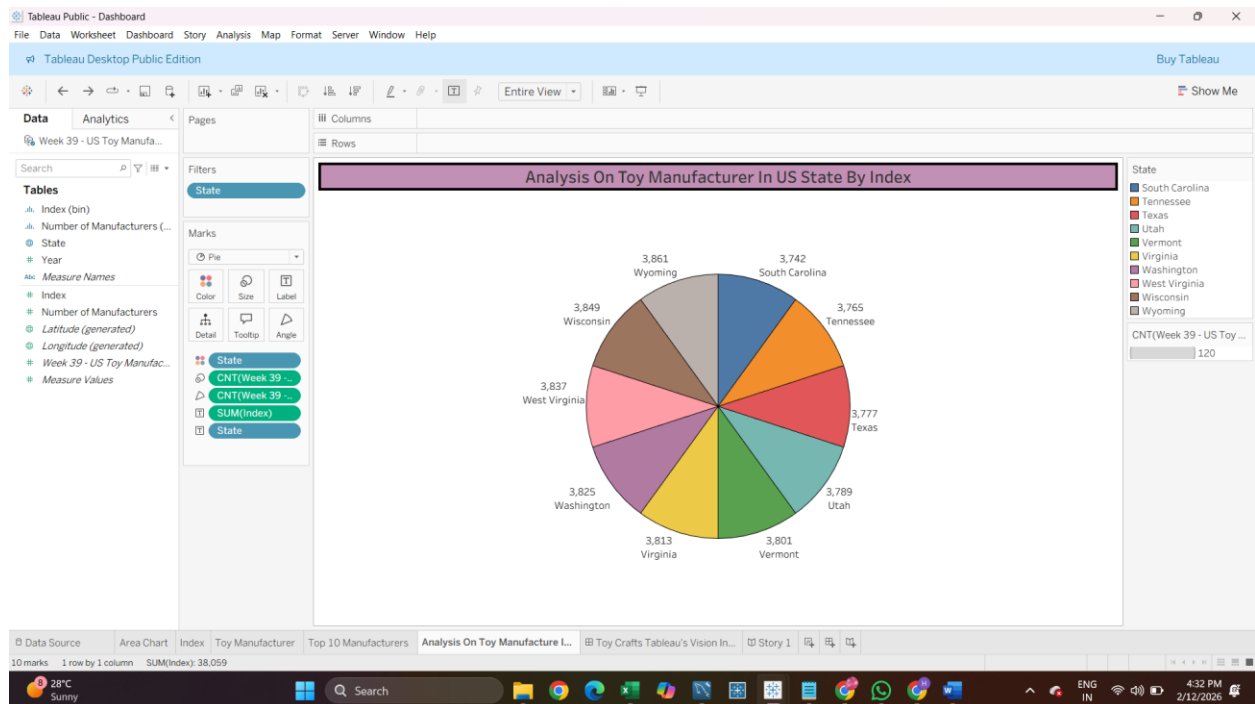 Tableau Public - Dashboard
File Data Worksheet Dashboard Story Analysis Map Format Server Window Help
Tableau Desktop Public Edition
Buy Tableau
Entire View
Show Me
Data
Analytics
Pages
Columns
Rows
Week 39 - US Toy Manufa...
Search
Filters
State
Tables
Index (bin)
Number of Manufacturers (...
State
Year
Abc Measure Names
Index
Number of Manufacturers
Latitude (generated)
Longitude (generated)
Week 39 - US Toy Manufac...
Measure Values
Marks
Pie
Color
Size
Label
Detail
Tooltip
Angle
State
CNT(Week 39 -..
CNT(Week 39 -..
SUM(Index)
State
Analysis On Toy Manufacturer In US State By Index
3,742
South Carolina
3,765
Tennessee
3,777
Texas
3,789
Utah
3,801
Vermont
3,813
Virginia
3,825
Washington
3,837
West Virginia
3,849
Wisconsin
3,861
Wyoming
State
South Carolina
Tennessee
Texas
Utah
Vermont
Virginia
Washington
West Virginia
Wisconsin
Wyoming
CNT(Week 39 - US Toy ...
120
Data Source
Area Chart
Index
Toy Manufacturer
Top 10 Manufacturers
Analysis On Toy Manufacture I...
Toy Crafts Tableau's Vision In...
Story 1
10 marks 1 row by 1 column SUM(Index): 38,059
8
28°C
Sunny
Search
ENG
IN
4:32 PM
2/12/2026